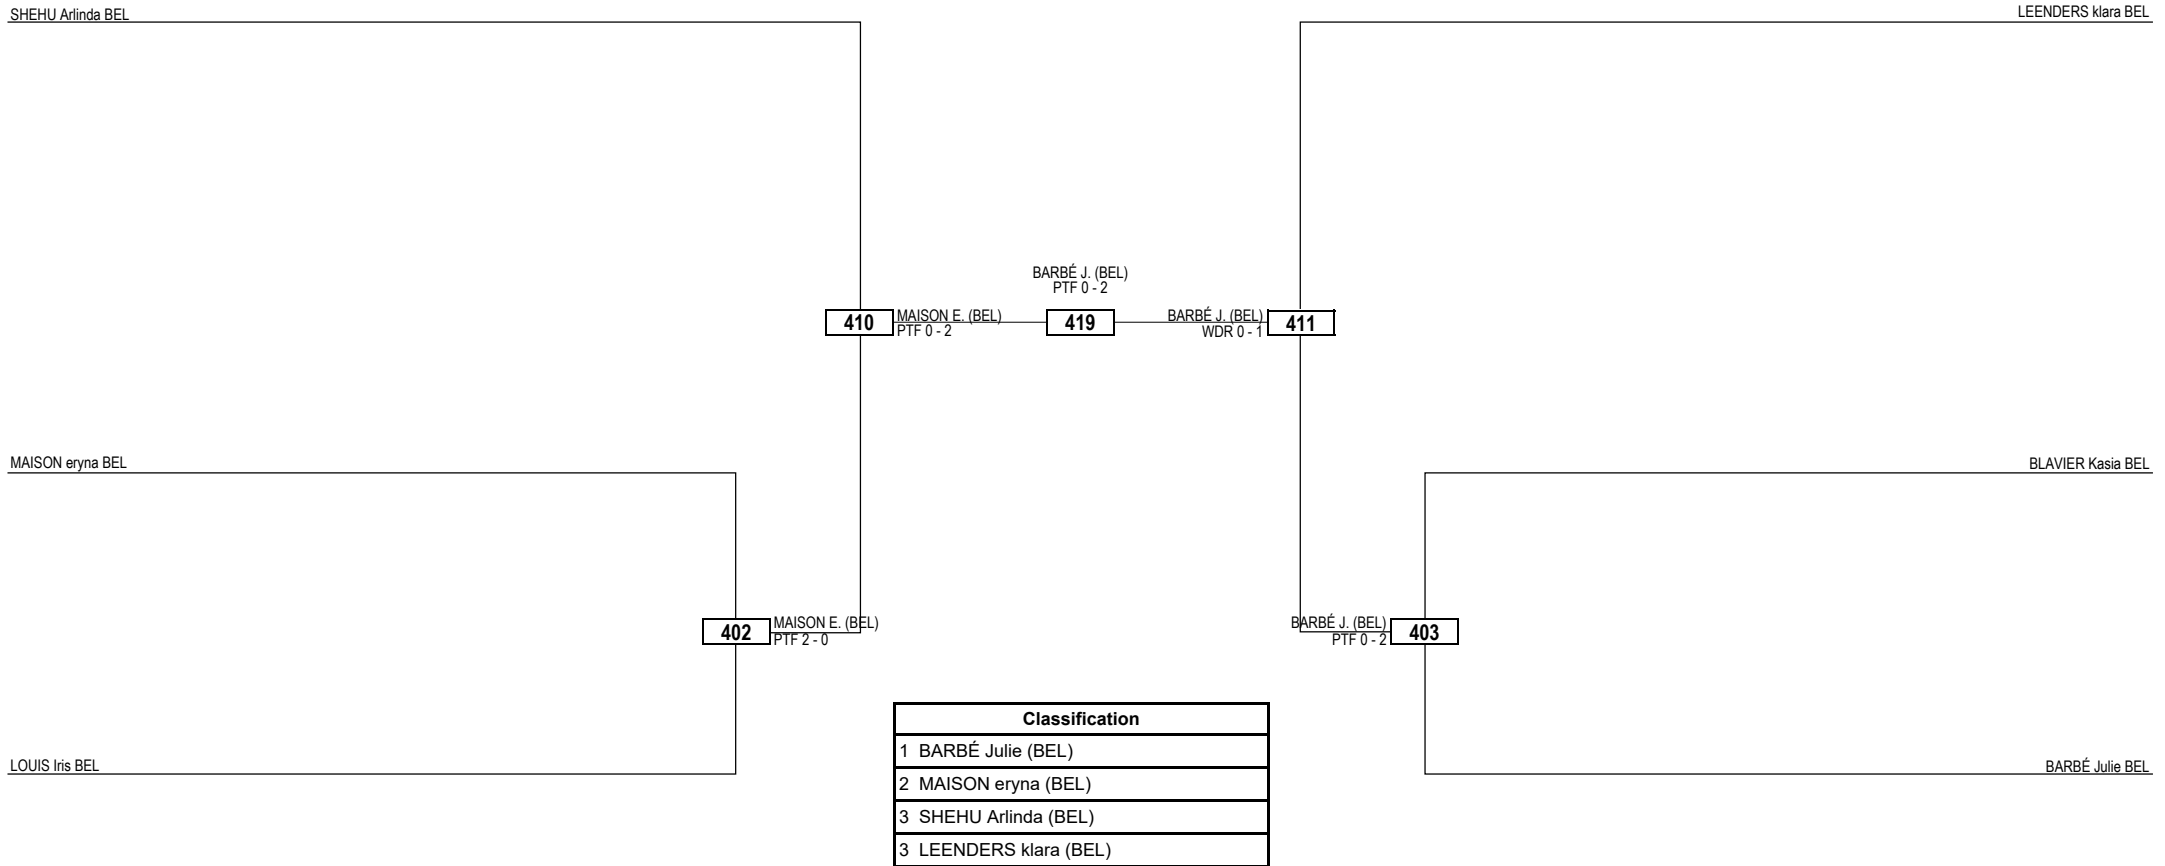 SHEHU Arlinda BEL
LEENDERS klara BEL
BARBÉ J. (BEL)
PTF 0 - 2
410
MAISON E. (BEL)
PTF 0 - 2
419
BARBÉ J. (BEL)
WDR 0 - 1
411
MAISON eryna BEL
BLAVIER Kasia BEL
402
MAISON E. (BEL)
PTF 2 - 0
BARBÉ J. (BEL)
PTF 0 - 2
403
LOUIS Iris BEL
BARBÉ Julie BEL
Classification
1 BARBÉ Julie (BEL)
2 MAISON eryna (BEL)
3 SHEHU Arlinda (BEL)
3 LEENDERS klara (BEL)